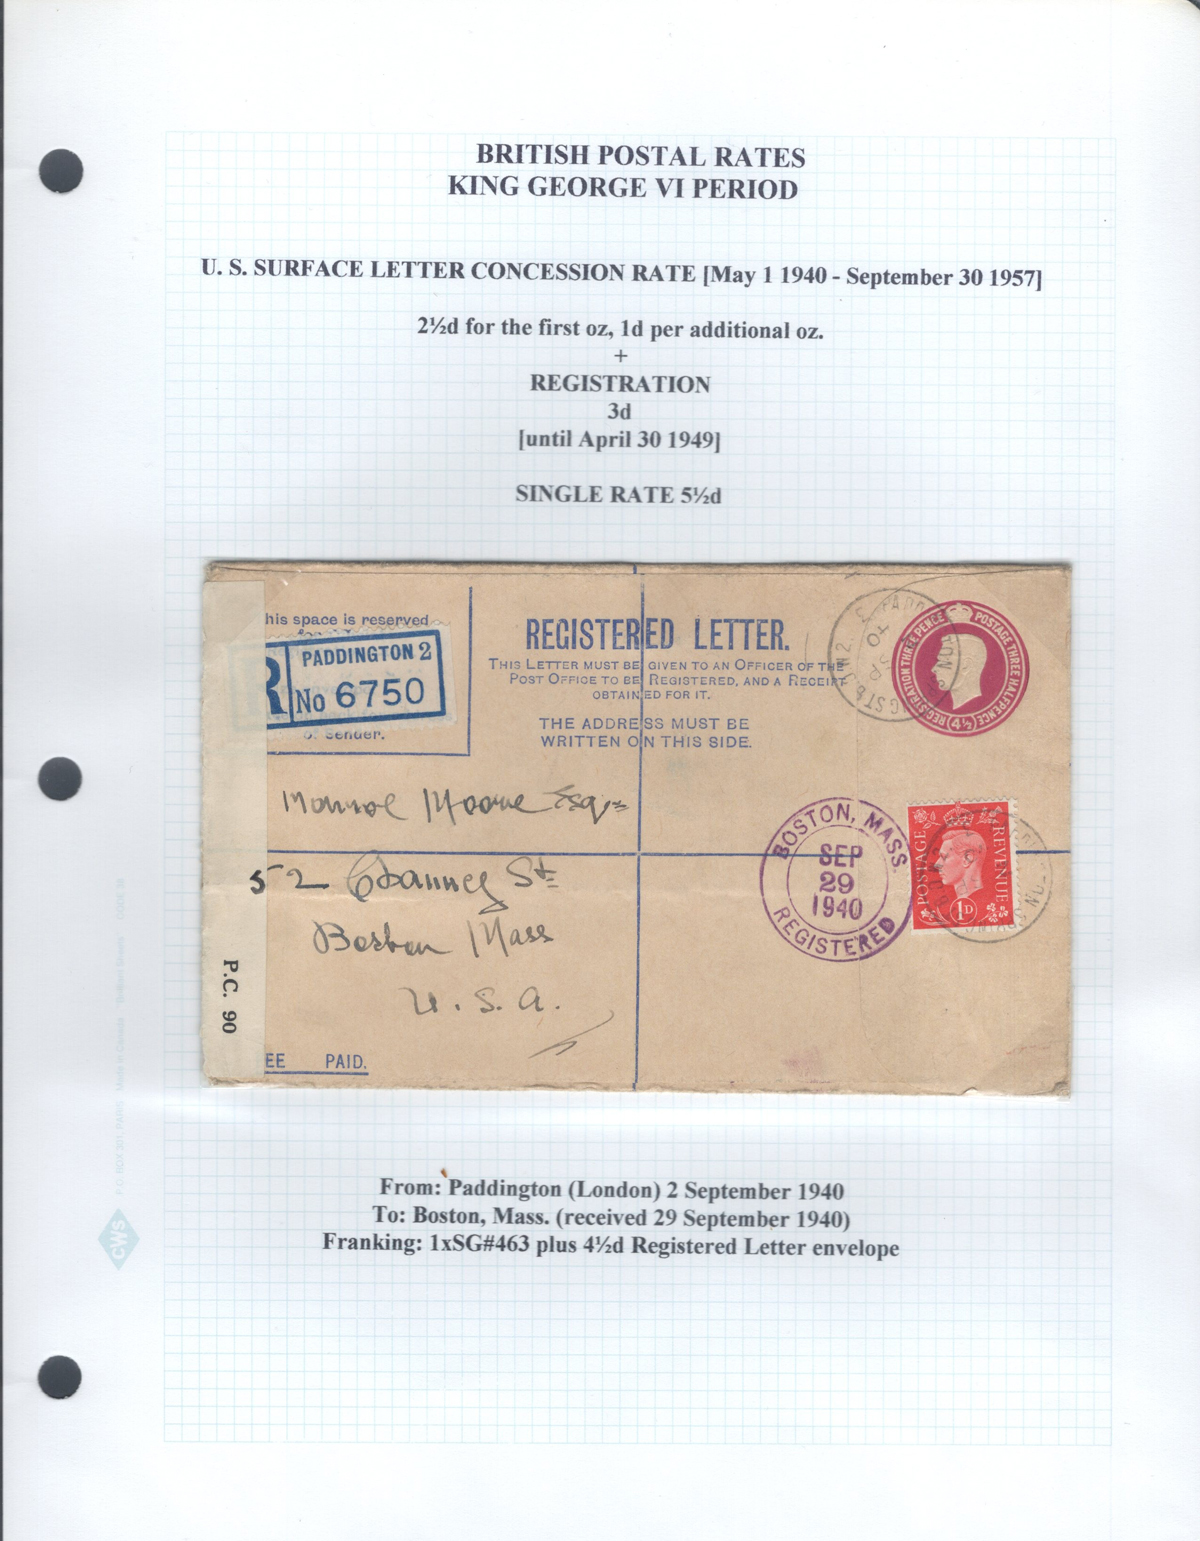 BRITISH POSTAL RATES
KING GEORGE VI PERIOD
U. S. SURFACE LETTER CONCESSION RATE [May 1 1940 - September 30 1957]
2½d for the first oz, 1d per additional oz.
+
REGISTRATION
3d
[until April 30 1949]
SINGLE RATE 5½d
his space is reserved
R PADDINGTON 2
No 6750
of sender.
REGISTERED LETTER.
THIS LETTER MUST BE GIVEN TO AN OFFICER OF THE
POST OFFICE TO BE REGISTERED, AND A RECEIPT
OBTAINED FOR IT.
THE ADDRESS MUST BE
WRITTEN ON THIS SIDE.
REGISTRATION THREE PENCE POSTAGE THREE HALFPENCE
4½
Monroe Moore Esq
52 Chauncy St
Boston Mass
U.S.A.
BOSTON, MASS.
SEP
29
1940
REGISTERED
POSTAGE REVENUE
1D
P.C. 90
EE PAID.
From: Paddington (London) 2 September 1940
To: Boston, Mass. (received 29 September 1940)
Franking: 1xSG#463 plus 4½d Registered Letter envelope
CWS